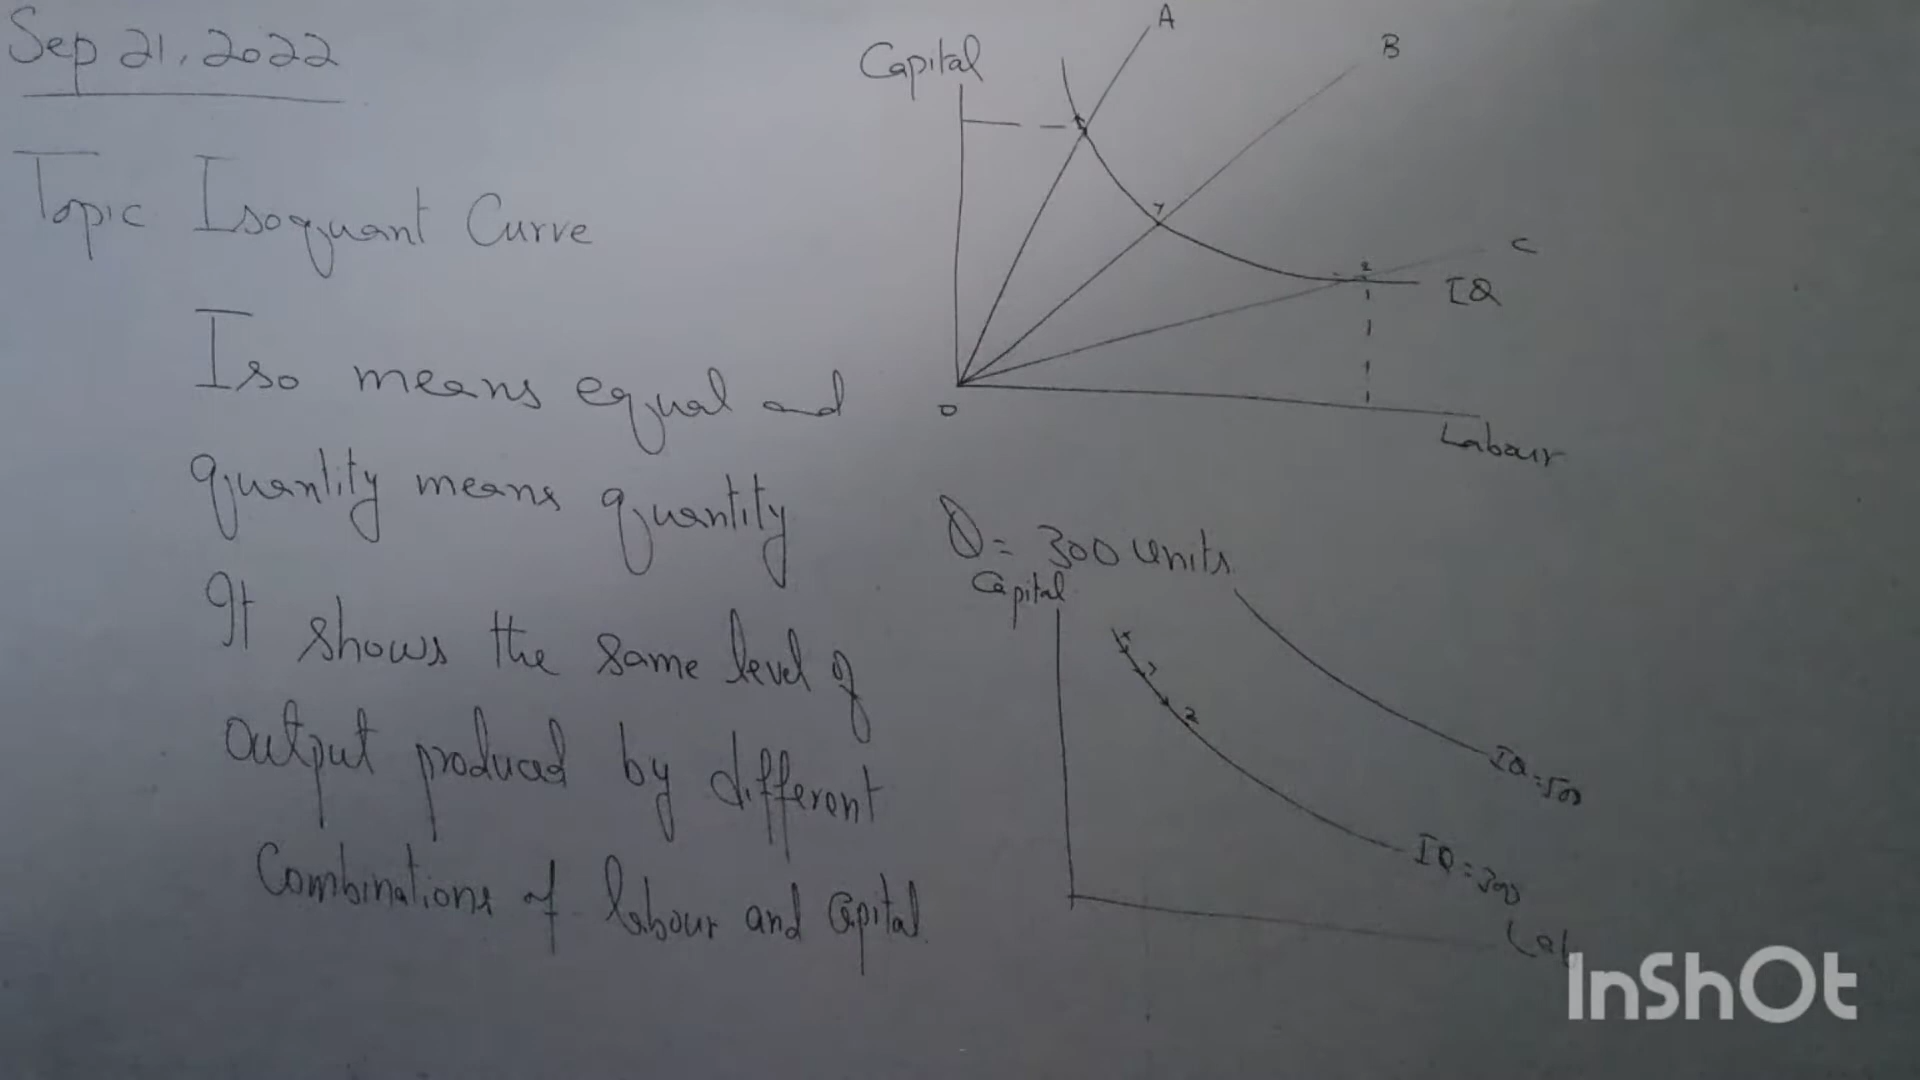 Sep 21, 2022
Topic Isoquant Curve
Iso means equal and
quantity means quantity
It shows the same level of
output produced by different
Combinations of labour and Capital
Capital
A
B
Y
C
IQ
O
Labour
Q = 300 units
Capital
2
IQ = 500
IQ = 300
Lab
InShOt